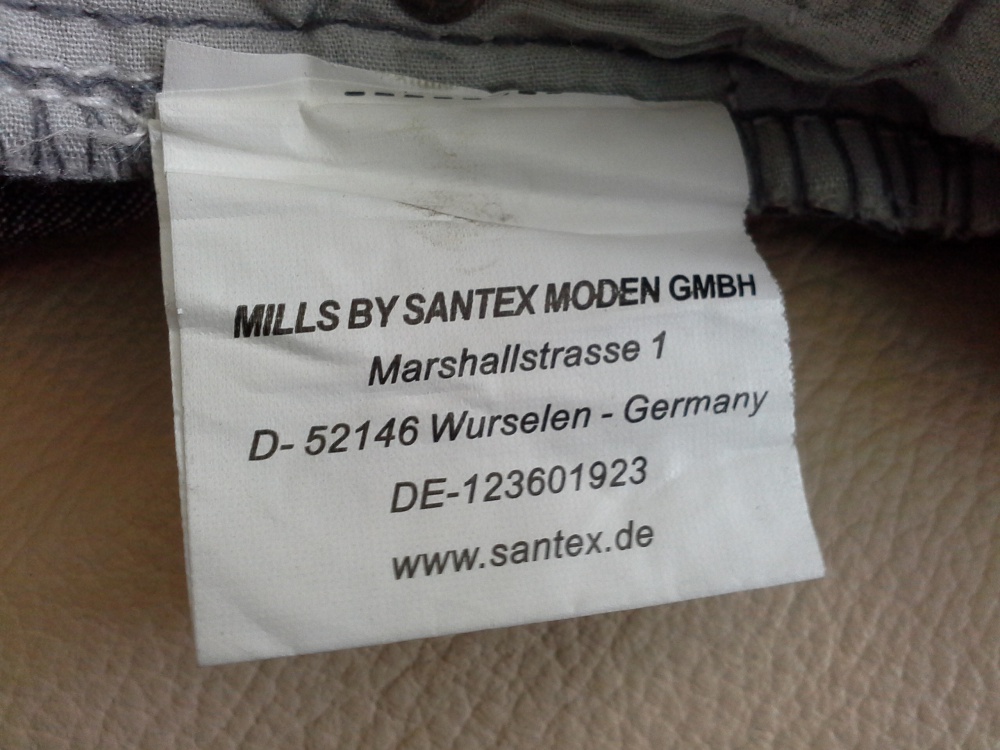 MILLS BY SANTEX MODEN GMBH
Marshallstrasse 1
D- 52146 Wurselen - Germany
DE-123601923
www.santex.de